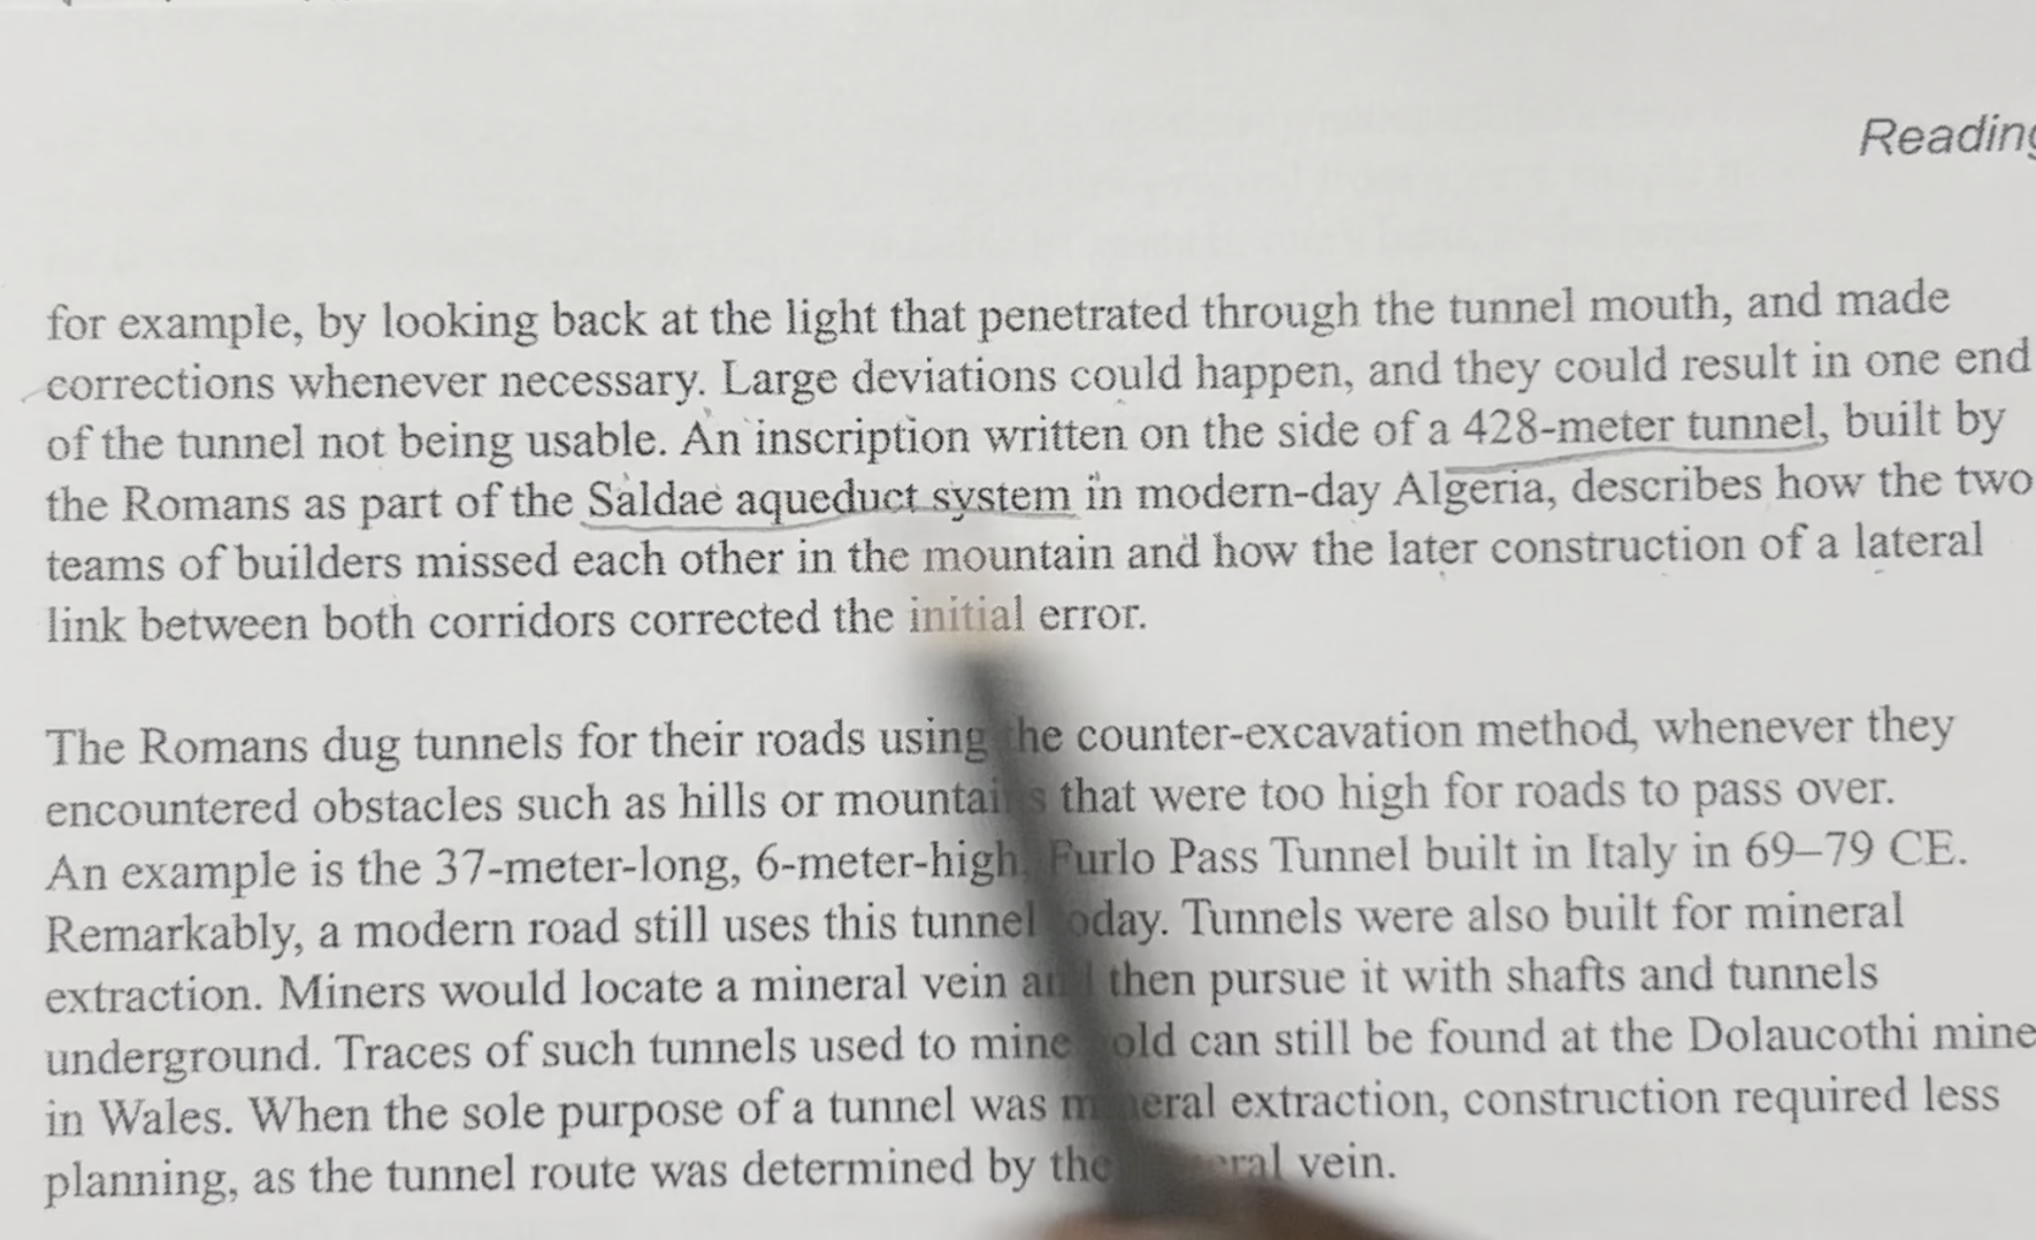 Reading
for example, by looking back at the light that penetrated through the tunnel mouth, and made
corrections whenever necessary. Large deviations could happen, and they could result in one end
of the tunnel not being usable. An inscription written on the side of a 428-meter tunnel, built by
the Romans as part of the Saldae aqueduct system in modern-day Algeria, describes how the two
teams of builders missed each other in the mountain and how the later construction of a lateral
link between both corridors corrected the initial error.
The Romans dug tunnels for their roads using the counter-excavation method, whenever they
encountered obstacles such as hills or mountains that were too high for roads to pass over.
An example is the 37-meter-long, 6-meter-high, Furlo Pass Tunnel built in Italy in 69–79 CE.
Remarkably, a modern road still uses this tunnel today. Tunnels were also built for mineral
extraction. Miners would locate a mineral vein and then pursue it with shafts and tunnels
underground. Traces of such tunnels used to mine gold can still be found at the Dolaucothi mine
in Wales. When the sole purpose of a tunnel was mineral extraction, construction required less
planning, as the tunnel route was determined by the mineral vein.